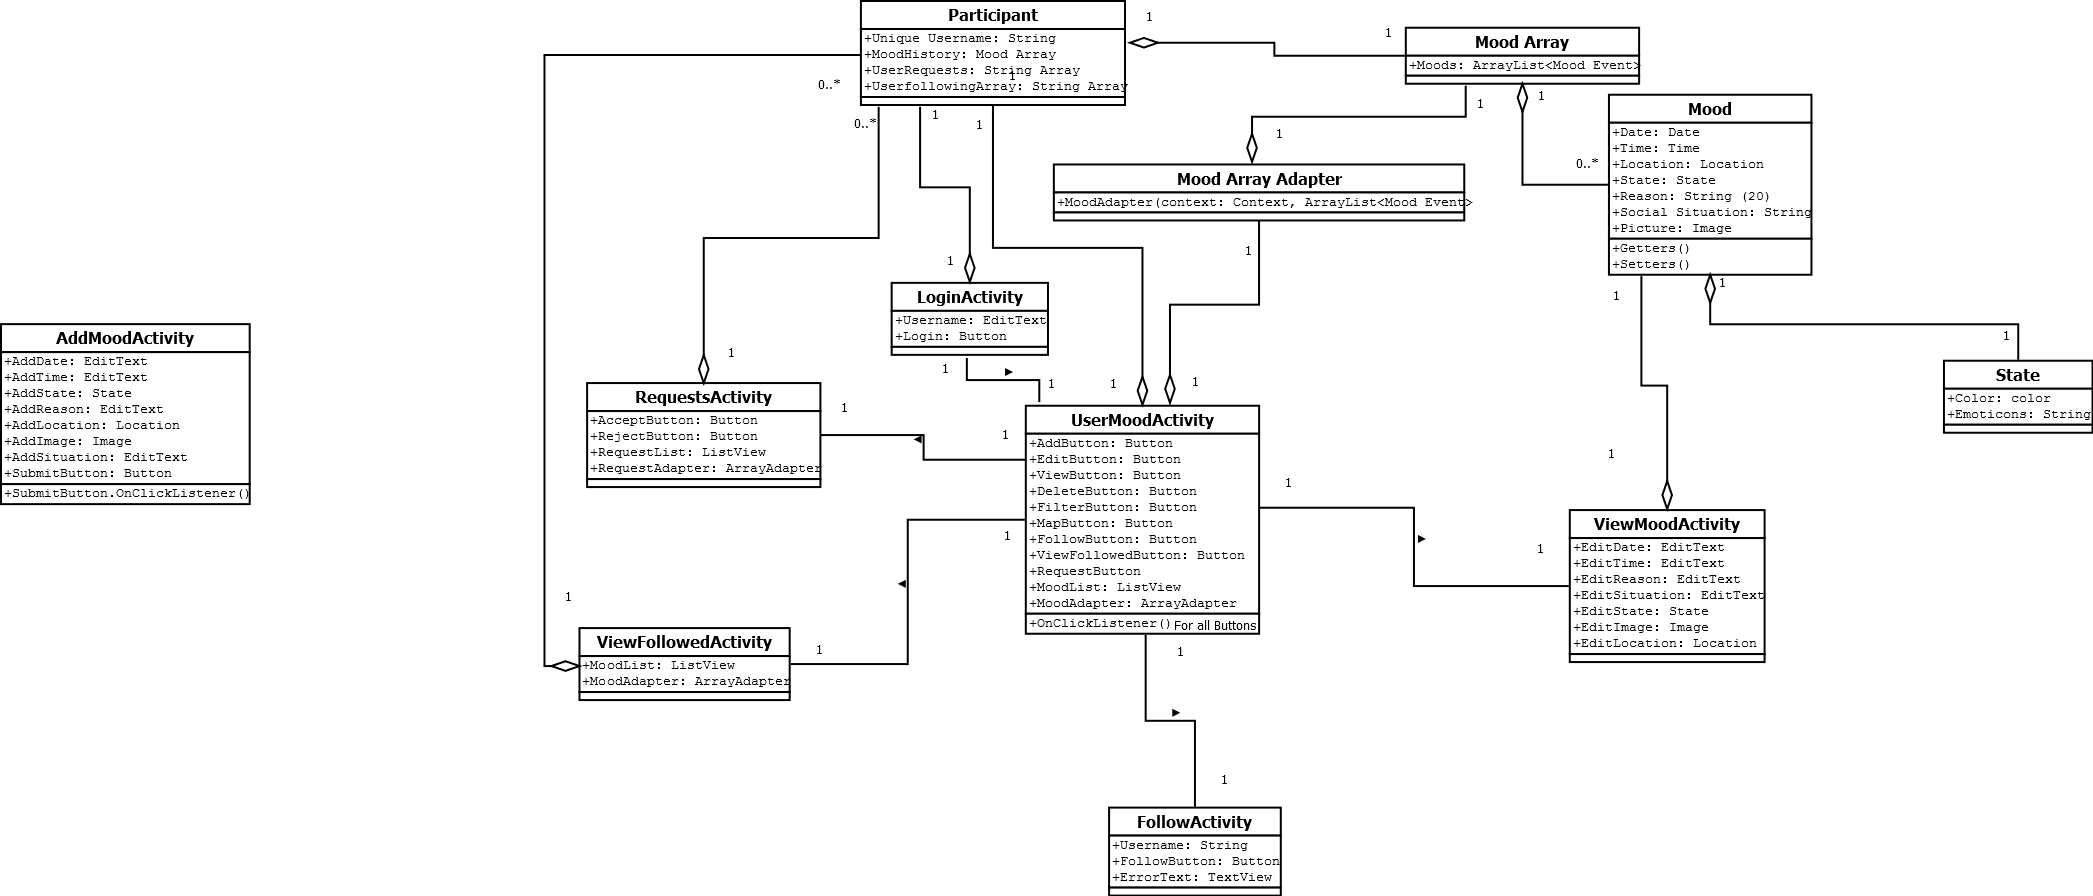 Participant
+Unique Username: String
+MoodHistory: Mood Array
+UserRequests: String Array
+UserfollowingArray: String Array
1
1
1
0..*
0..*
1
1
Mood Array
+Moods: ArrayList<Mood Event>
1
1
1
0..*
Mood
+Date: Date
+Time: Time
+Location: Location
+State: State
+Reason: String (20)
+Social Situation: String
+Picture: Image
+Getters()
+Setters()
1
1
1
Mood Array Adapter
+MoodAdapter(context: Context, ArrayList<Mood Event>
1
1
LoginActivity
+Username: EditText
+Login: Button
1
1
1
1
AddMoodActivity
+AddDate: EditText
+AddTime: EditText
+AddState: State
+AddReason: EditText
+AddLocation: Location
+AddImage: Image
+AddSituation: EditText
+SubmitButton: Button
+SubmitButton.OnClickListener()
1
RequestsActivity
+AcceptButton: Button
+RejectButton: Button
+RequestList: ListView
+RequestAdapter: ArrayAdapter
1
1
State
+Color: color
+Emoticons: String
UserMoodActivity
+AddButton: Button
+EditButton: Button
+ViewButton: Button
+DeleteButton: Button
+FilterButton: Button
+MapButton: Button
+FollowButton: Button
+ViewFollowedButton: Button
+RequestButton
+MoodList: ListView
+MoodAdapter: ArrayAdapter
+OnClickListener() For all Buttons
1
1
1
1
ViewMoodActivity
+EditDate: EditText
+EditTime: EditText
+EditReason: EditText
+EditSituation: EditText
+EditState: State
+EditImage: Image
+EditLocation: Location
1
ViewFollowedActivity
+MoodList: ListView
+MoodAdapter: ArrayAdapter
1
1
1
FollowActivity
+Username: String
+FollowButton: Button
+ErrorText: TextView